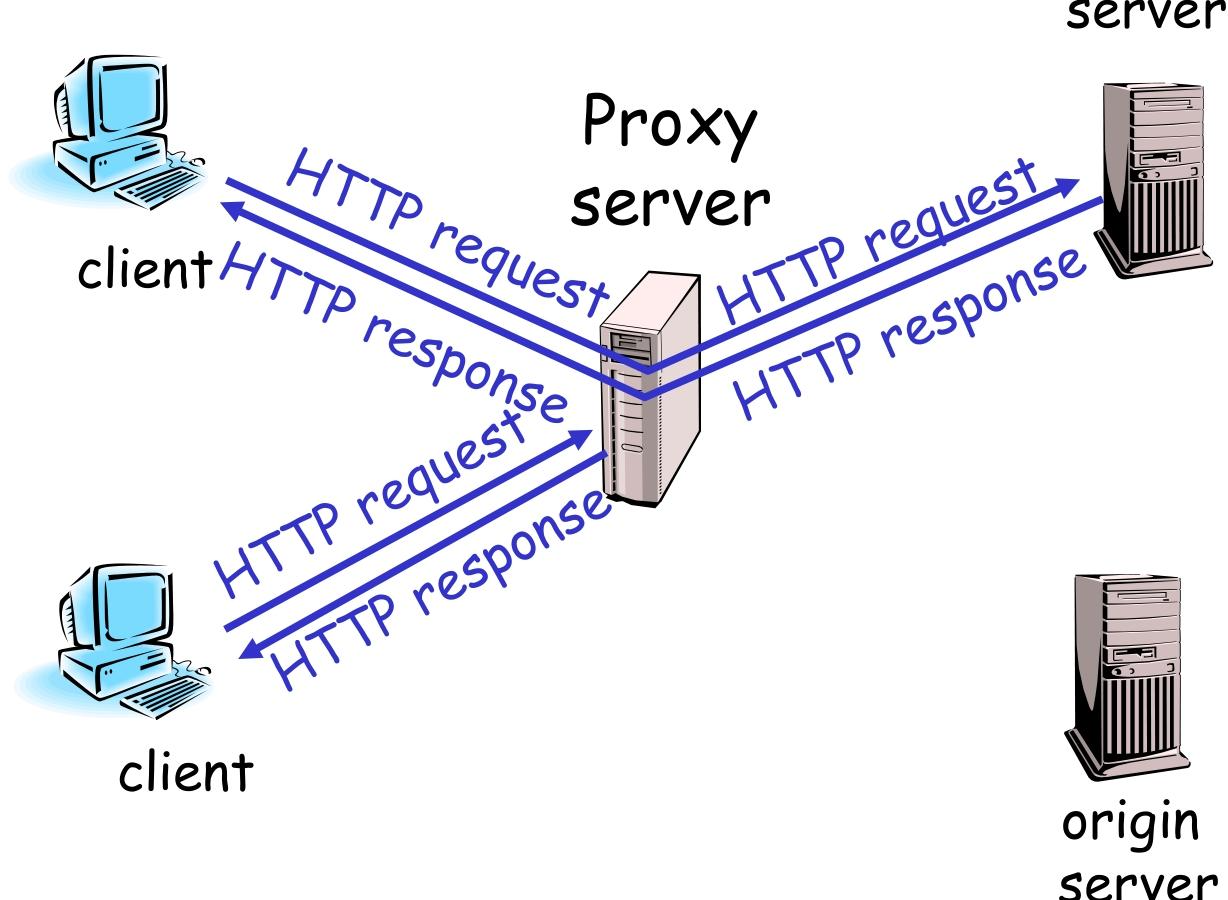 server
Proxy
server
HTTP request
HTTP request
client
HTTP response
HTTP response
HTTP request
HTTP response
client
origin
server